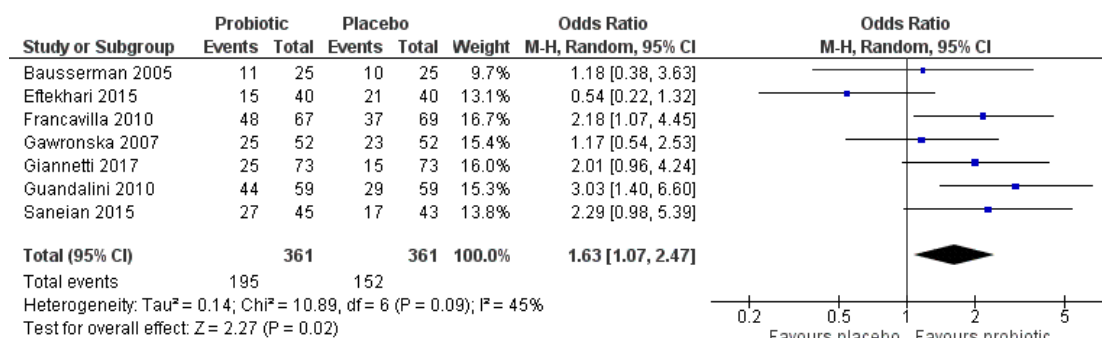 Probiotic Placebo Odds Ratio Odds Ratio
Study or Subgroup Events Total Events Total Weight M-H, Random, 95% CI M-H, Random, 95% CI
Bausserman 2005 11 25 10 25 9.7% 1.18 [0.38, 3.63]
Eftekhari 2015 15 40 21 40 13.1% 0.54 [0.22, 1.32]
Francavilla 2010 48 67 37 69 16.7% 2.18 [1.07, 4.45]
Gawronska 2007 25 52 23 52 15.4% 1.17 [0.54, 2.53]
Giannetti 2017 25 73 15 73 16.0% 2.01 [0.96, 4.24]
Guandalini 2010 44 59 29 59 15.3% 3.03 [1.40, 6.60]
Saneian 2015 27 45 17 43 13.8% 2.29 [0.98, 5.39]
Total (95% CI) 361 361 100.0% 1.63 [1.07, 2.47]
Total events 195 152
Heterogeneity: Tau² = 0.14; Chi² = 10.89, df = 6 (P = 0.09); I² = 45%
Test for overall effect: Z = 2.27 (P = 0.02)
0.2 0.5 1 2 5
Favours placebo Favours probiotic